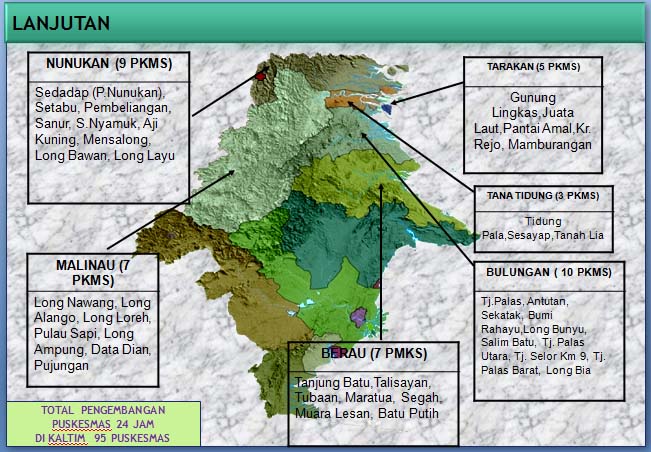 LANJUTAN
NUNUKAN (9 PKMS)
Sedadap (P.Nunukan),
Setabu, Pembeliangan,
Sanur, S.Nyamuk, Aji
Kuning, Mensalong,
Long Bawan, Long Layu
TARAKAN (5 PKMS)
Gunung
Lingkas,Juata
Laut,Pantai Amal,Kr.
Rejo, Mamburangan
TANA TIDUNG (3 PKMS)
Tidung
Pala,Sesayap,Tanah Lia
MALINAU (7
PKMS)
Long Nawang, Long
Alango, Long Loreh,
Pulau Sapi, Long
Ampung, Data Dian,
Pujungan
BULUNGAN ( 10 PKMS)
Tj.Palas, Antutan,
Sekatak, Bumi
Rahayu,Long Bunyu,
Salim Batu, Tj. Palas
Utara, Tj. Selor Km 9, Tj.
Palas Barat, Long Bia
BERAU (7 PMKS)
Tanjung Batu,Talisayan,
Tubaan, Maratua, Segah,
Muara Lesan, Batu Putih
TOTAL PENGEMBANGAN
PUSKESMAS 24 JAM
DI KALTIM 95 PUSKESMAS